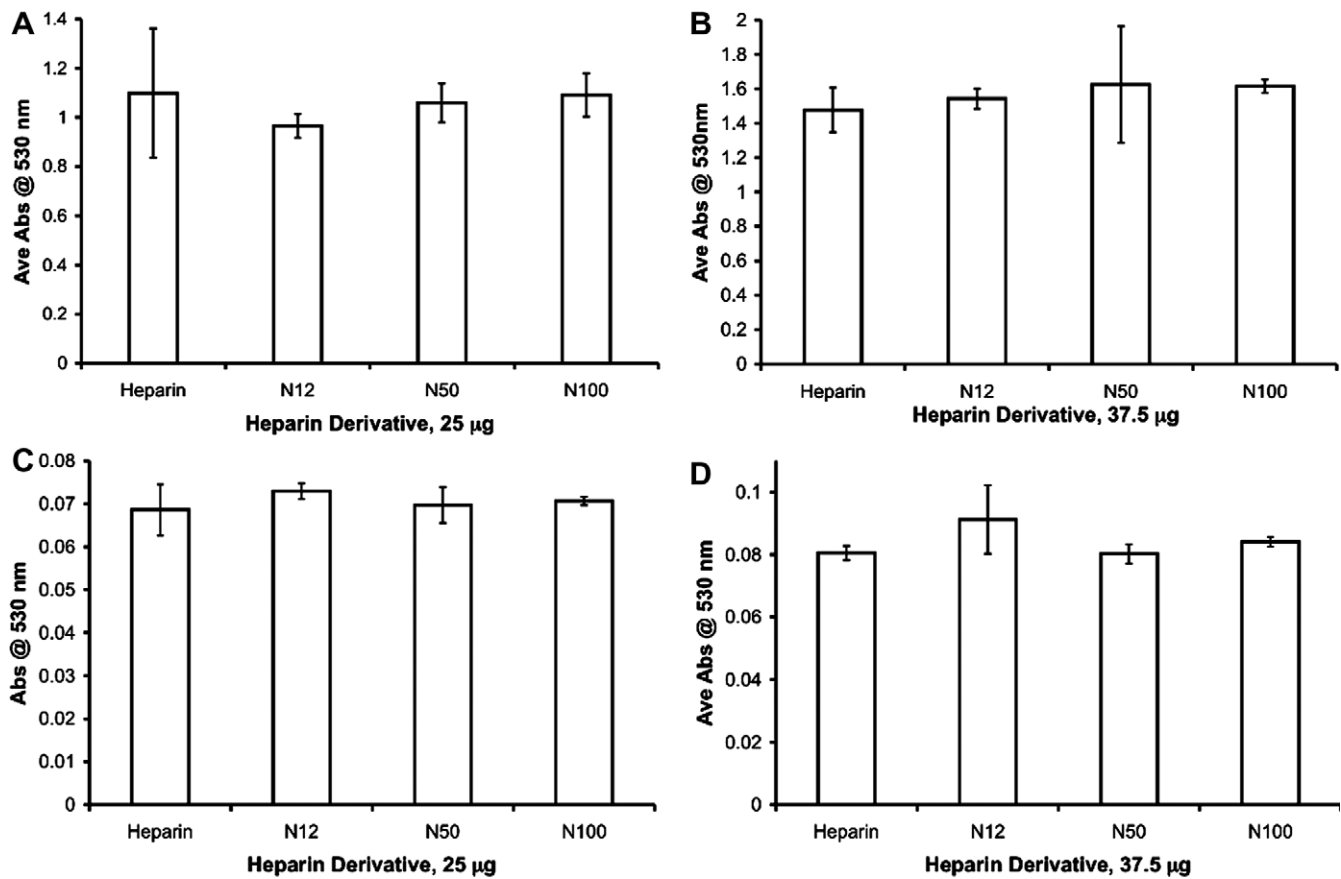 A
Ave Abs @ 530 nm
1.4
1.2
1
0.8
0.6
0.4
0.2
0
Heparin N12 N50 N100
Heparin Derivative, 25 µg
B
Ave Abs @ 530nm
2
1.8
1.6
1.4
1.2
1
0.8
0.6
0.4
0.2
0
Heparin N12 N50 N100
Heparin Derivative, 37.5 µg
C
Abs @ 530 nm
0.08
0.07
0.06
0.05
0.04
0.03
0.02
0.01
0
Heparin N12 N50 N100
Heparin Derivative, 25 µg
D
Ave Abs @ 530 nm
0.1
0.08
0.06
0.04
0.02
0
Heparin N12 N50 N100
Heparin Derivative, 37.5 µg